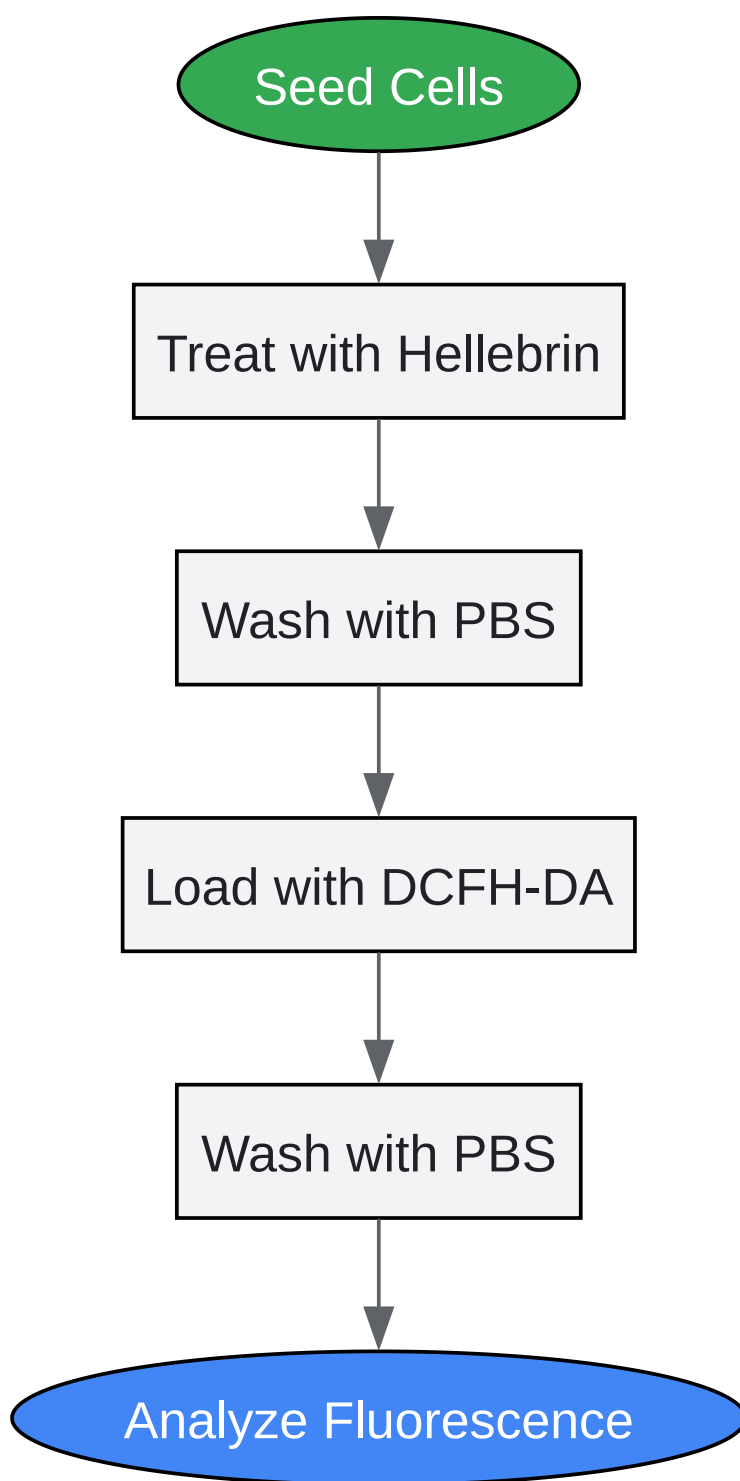 Seed Cells
Treat with Hellebrin
Wash with PBS
Load with DCFH-DA
Wash with PBS
Analyze Fluorescence